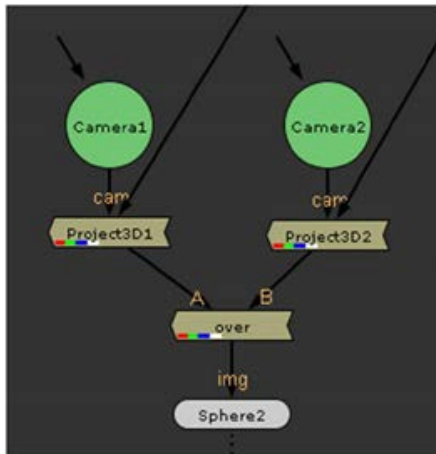 Camera1
Camera2
cam
cam
Project3D1
Project3D2
A
B
over
img
Sphere2